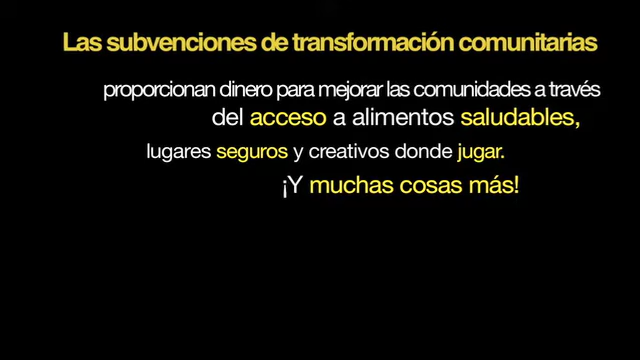 Las subvenciones de transformación comunitarias
proporcionan dinero para mejorar las comunidades a través
del acceso a alimentos saludables,
lugares seguros y creativos donde jugar.
¡Y muchas cosas más!